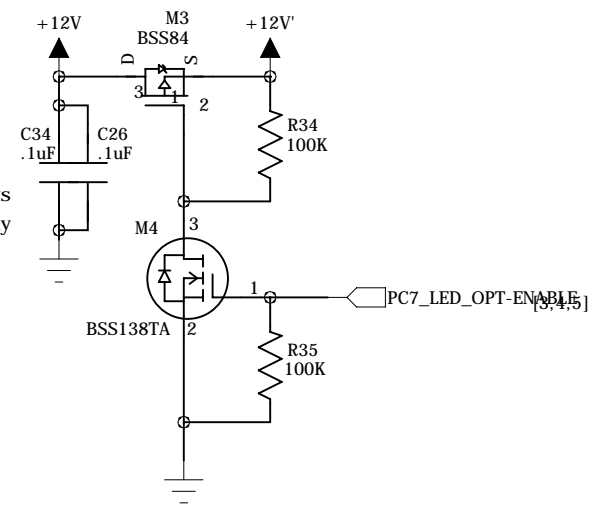 +12V
M3
BSS84
+12V'
D
S
3
1
2
C34
.1uF
C26
.1uF
R34
100K
s
y
M4
3
1
PC7_LED_OPT-ENABLE
[3,4,5]
BSS138TA
2
R35
100K